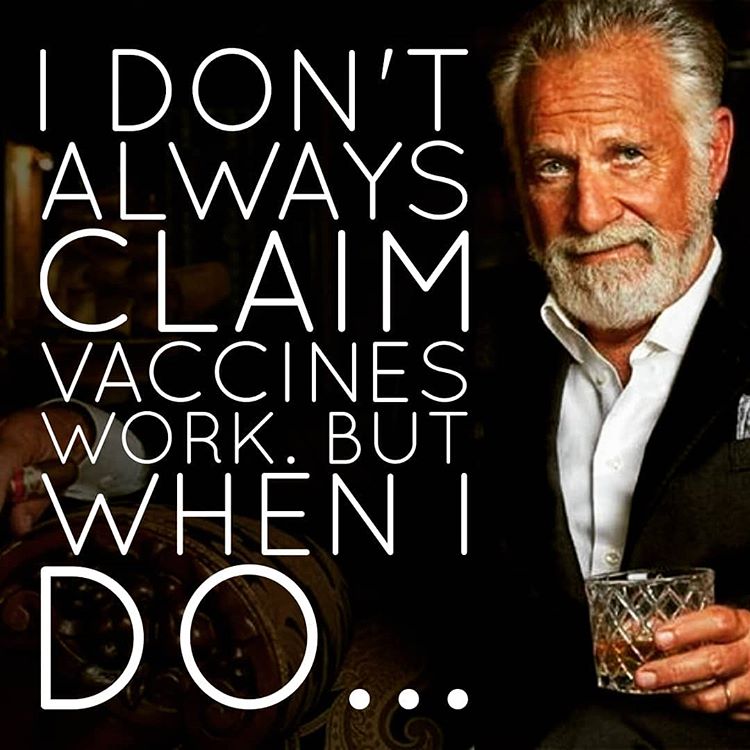 I DON'T
ALWAYS
CLAIM
VACCINES
WORK. BUT
WHEN I
DO...